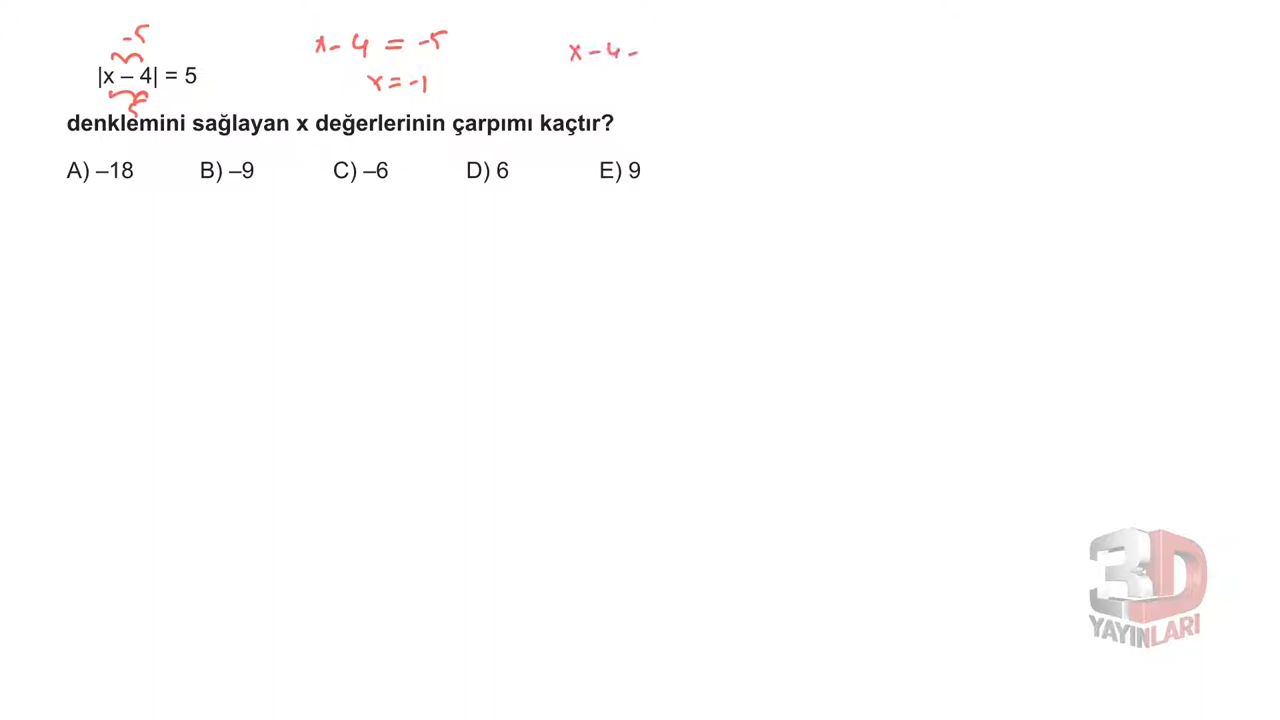 -5
x - 4 = -5
x - 4 -
|x – 4| = 5
x = -1
5
denklemini sağlayan x değerlerinin çarpımı kaçtır?
A) –18 B) –9 C) –6 D) 6 E) 9
3D
YAYINLARI